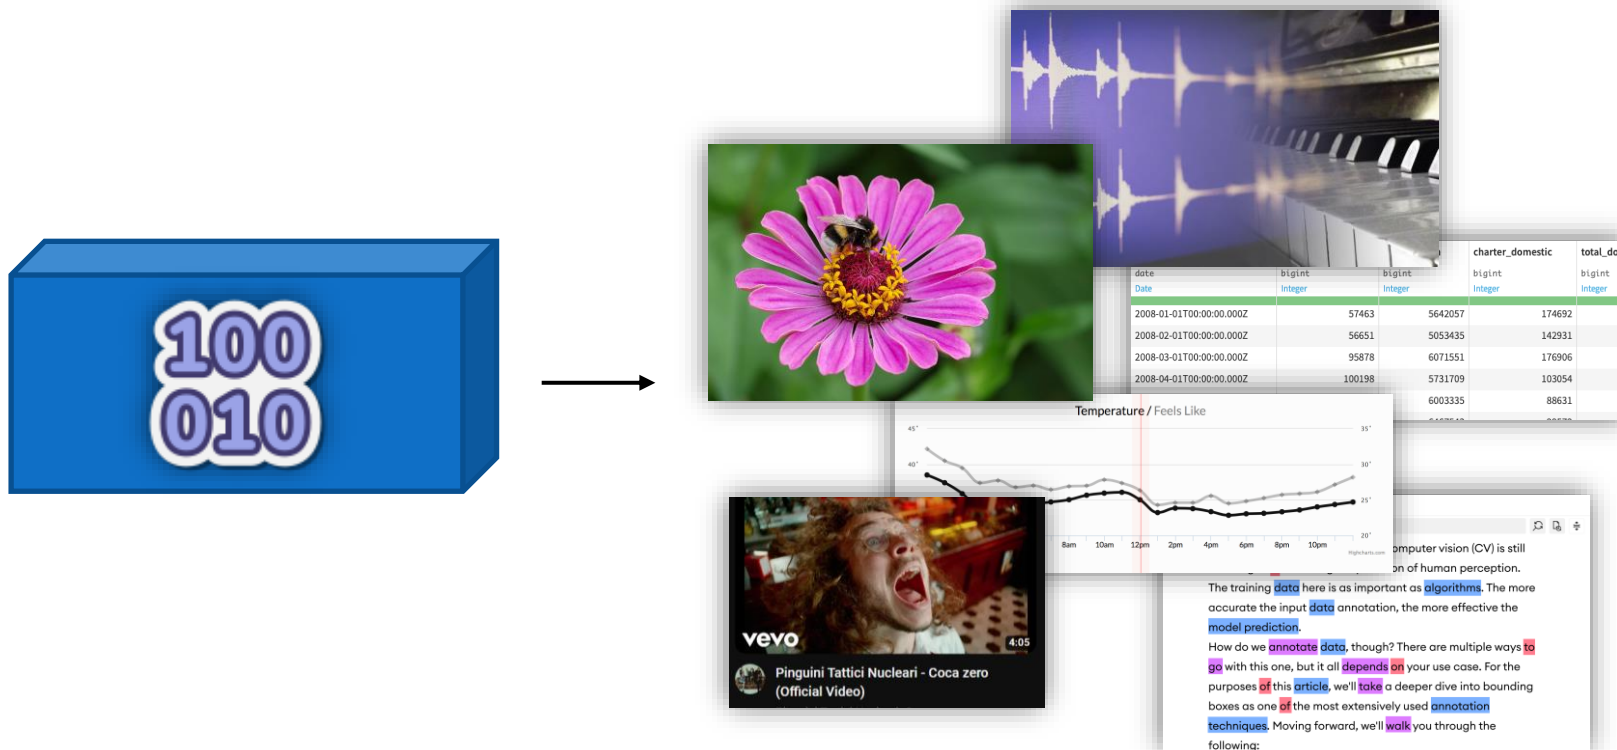 100
010
charter_domestic total_do
date bigint bigint bigint bigint
Date Integer Integer Integer Integer
2008-01-01T00:00:00.000Z 57463 5642057 174692
2008-02-01T00:00:00.000Z 56651 5053435 142931
2008-03-01T00:00:00.000Z 95878 6071551 176906
2008-04-01T00:00:00.000Z 100198 5731709 103054
6003335 88631
Temperature / Feels Like
45° 35°
40° 30°
25°
20°
8am 10am 12pm 2pm 4pm 6pm 8pm 10pm
Highcharts.com
vevo
4:05
Pinguini Tattici Nucleari - Coca zero
(Official Video)
omputer vision (CV) is still
on of human perception.
The training data here is as important as algorithms. The more
accurate the input data annotation, the more effective the
model prediction.
How do we annotate data, though? There are multiple ways to
go with this one, but it all depends on your use case. For the
purposes of this article, we'll take a deeper dive into bounding
boxes as one of the most extensively used annotation
techniques. Moving forward, we'll walk you through the
following: